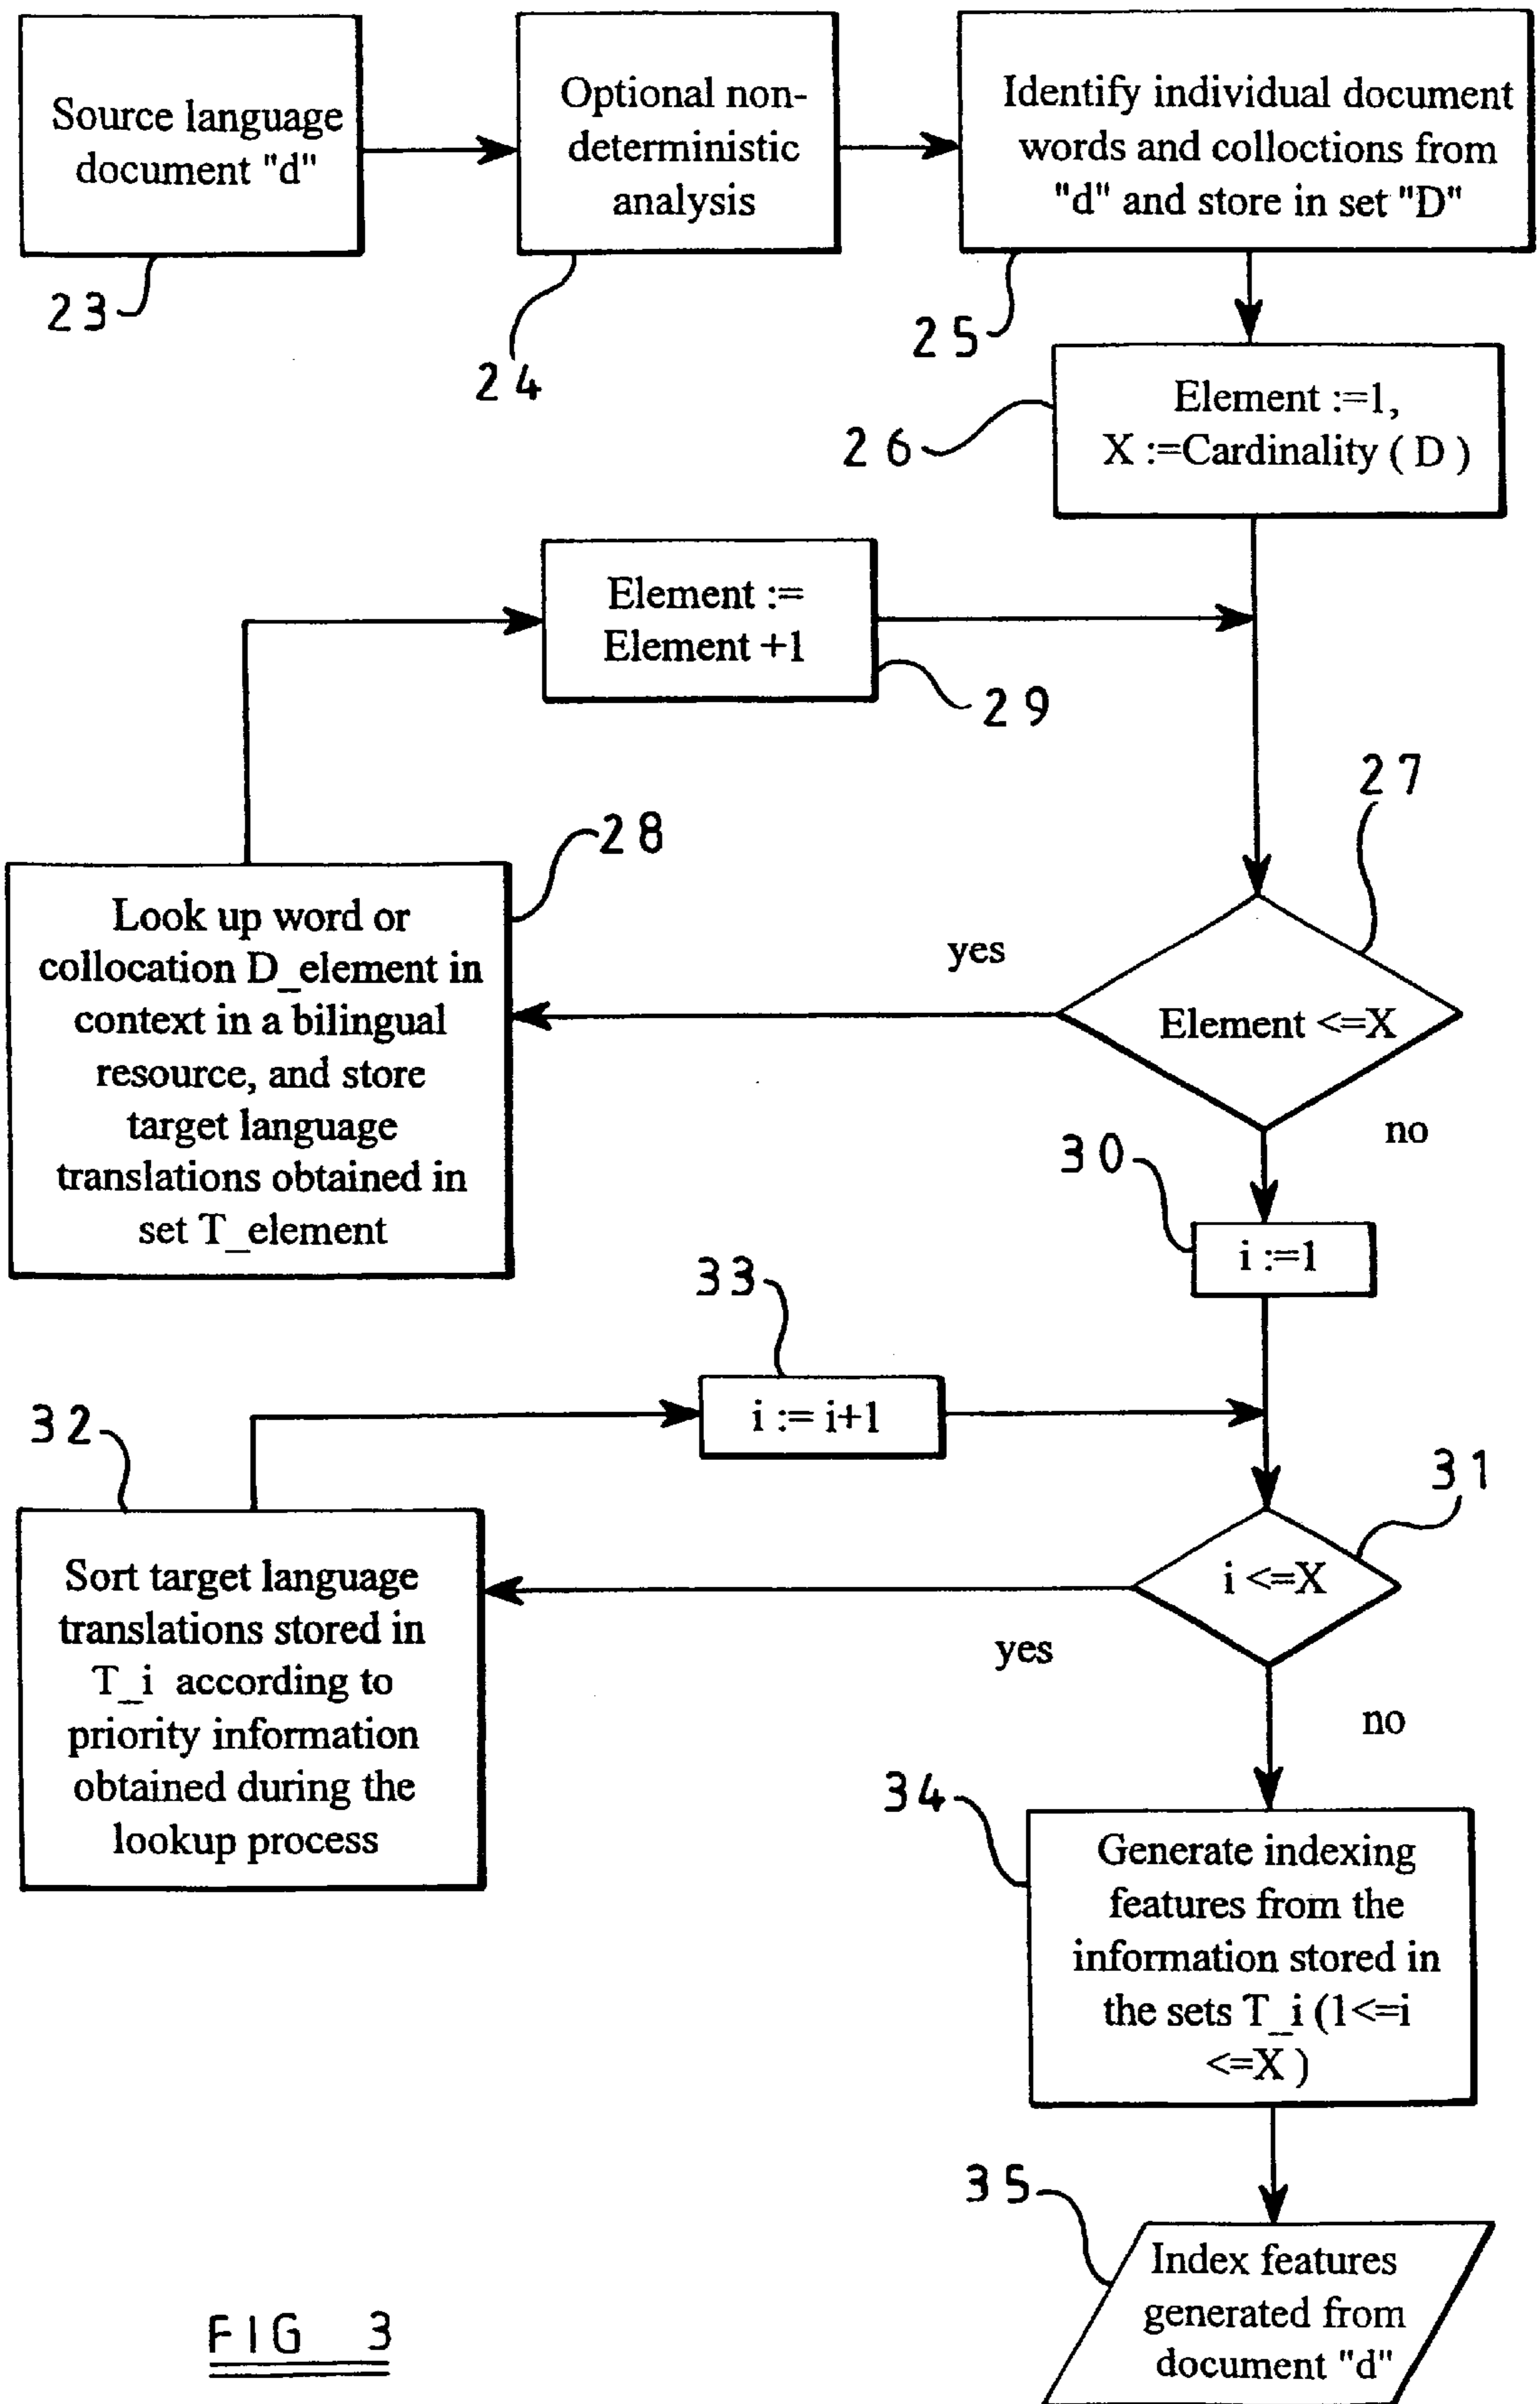 Source language
document "d"
23
Optional non-
deterministic
analysis
24
Identify individual document
words and colloctions from
"d" and store in set "D"
25
Element :=1,
X :=Cardinality ( D )
26
Element :=
Element +1
29
27
Element <=X
yes
no
28
Look up word or
collocation D_element in
context in a bilingual
resource, and store
target language
translations obtained in
set T_element
30
i :=1
33
i := i+1
32
Sort target language
translations stored in
T_i according to
priority information
obtained during the
lookup process
31
i <=X
yes
no
34
Generate indexing
features from the
information stored in
the sets T_i (1<=i
<=X )
35
Index features
generated from
document "d"
FIG 3